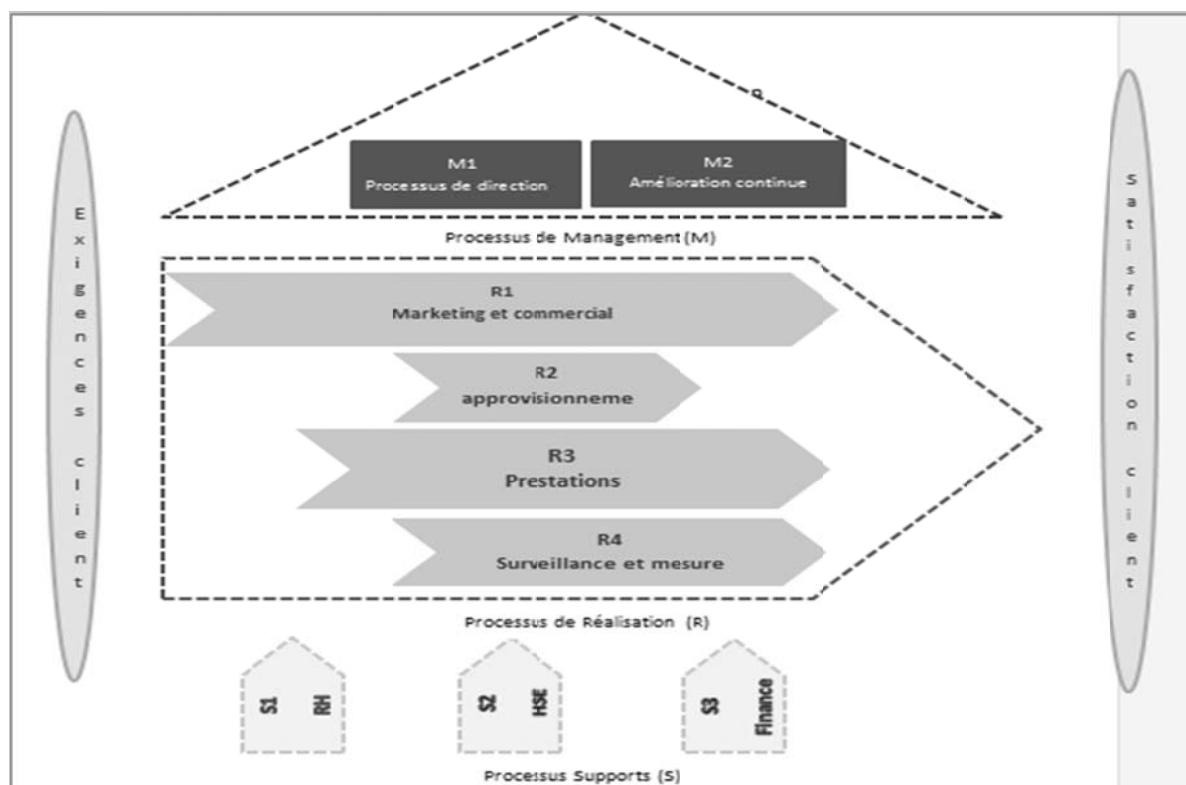 M1
Processus de direction
M2
Amélioration continue
Processus de Management (M)
Exigences client
Satisfaction client
R1
Marketing et commercial
R2
approvisionneme
R3
Prestations
R4
Surveillance et mesure
Processus de Réalisation (R)
S1
RH
S2
HSE
S3
Finance
Processus Supports (S)